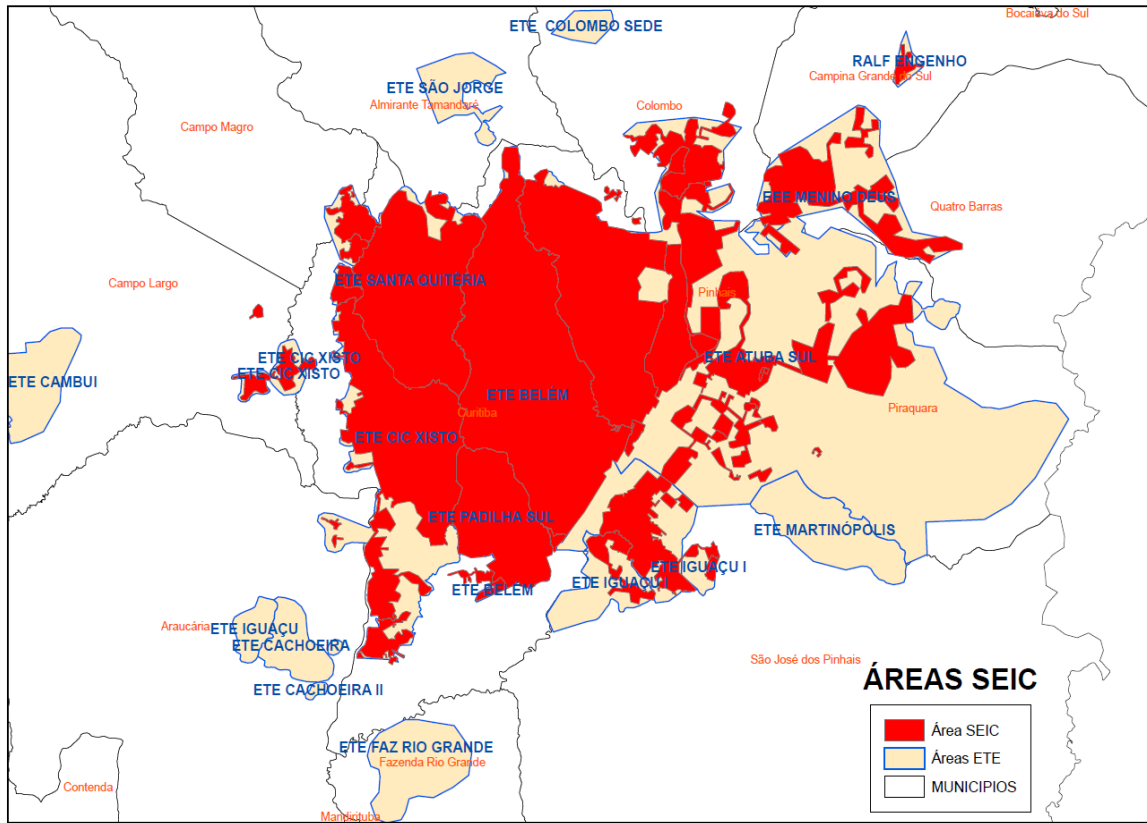 Bocaiúva do Sul
ETE COLOMBO SEDE
RALF ENGENHO
Campina Grande do Sul
ETE SÃO JORGE
Almirante Tamandaré
Colombo
Campo Magro
EEE MENINO DEUS
Quatro Barras
ETE SANTA QUITÉRIA
Campo Largo
Pinhais
ETE CIC XISTO
ETE ATUBA SUL
ETE CIC XISTO
ETE CAMBUI
ETE BELÉM
Curitiba
Piraquara
ETE CIC XISTO
ETE PADILHA SUL
ETE MARTINÓPOLIS
ETE IGUAÇU I
ETE IGUAÇU I
ETE BELÉM
Araucária
ETE IGUAÇU
ETE CACHOEIRA
São José dos Pinhais
ETE CACHOEIRA II
ÁREAS SEIC
Área SEIC
Áreas ETE
MUNICIPIOS
ETE FAZ RIO GRANDE
Fazenda Rio Grande
Contenda
Mandirituba